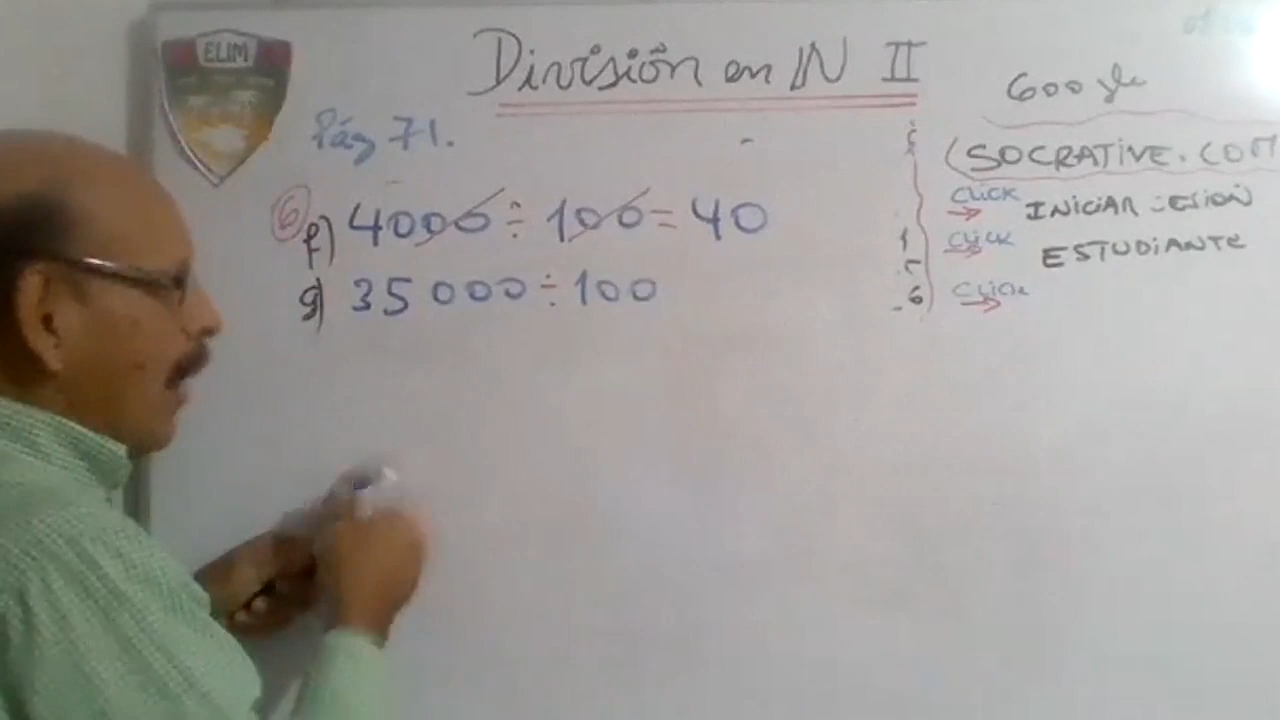 ELIM
División en IN II
Pág 71.
6
f) 4000 ÷ 100 = 40
g) 35 000 ÷ 100
Google
(SOCRATIVE.COM
CLICK INICIAR SESION
CLICK ESTUDIANTE
CLICK